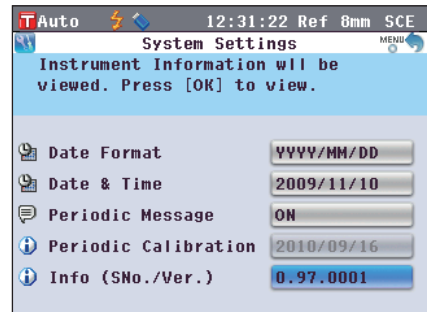 T Auto 12:31:22 Ref 8mm SCE
System Settings MENU
Instrument Information wll be
viewed. Press [OK] to view.
Date Format YYYY/MM/DD
Date & Time 2009/11/10
Periodic Message ON
Periodic Calibration 2010/09/16
Info (SNo./Ver.) 0.97.0001